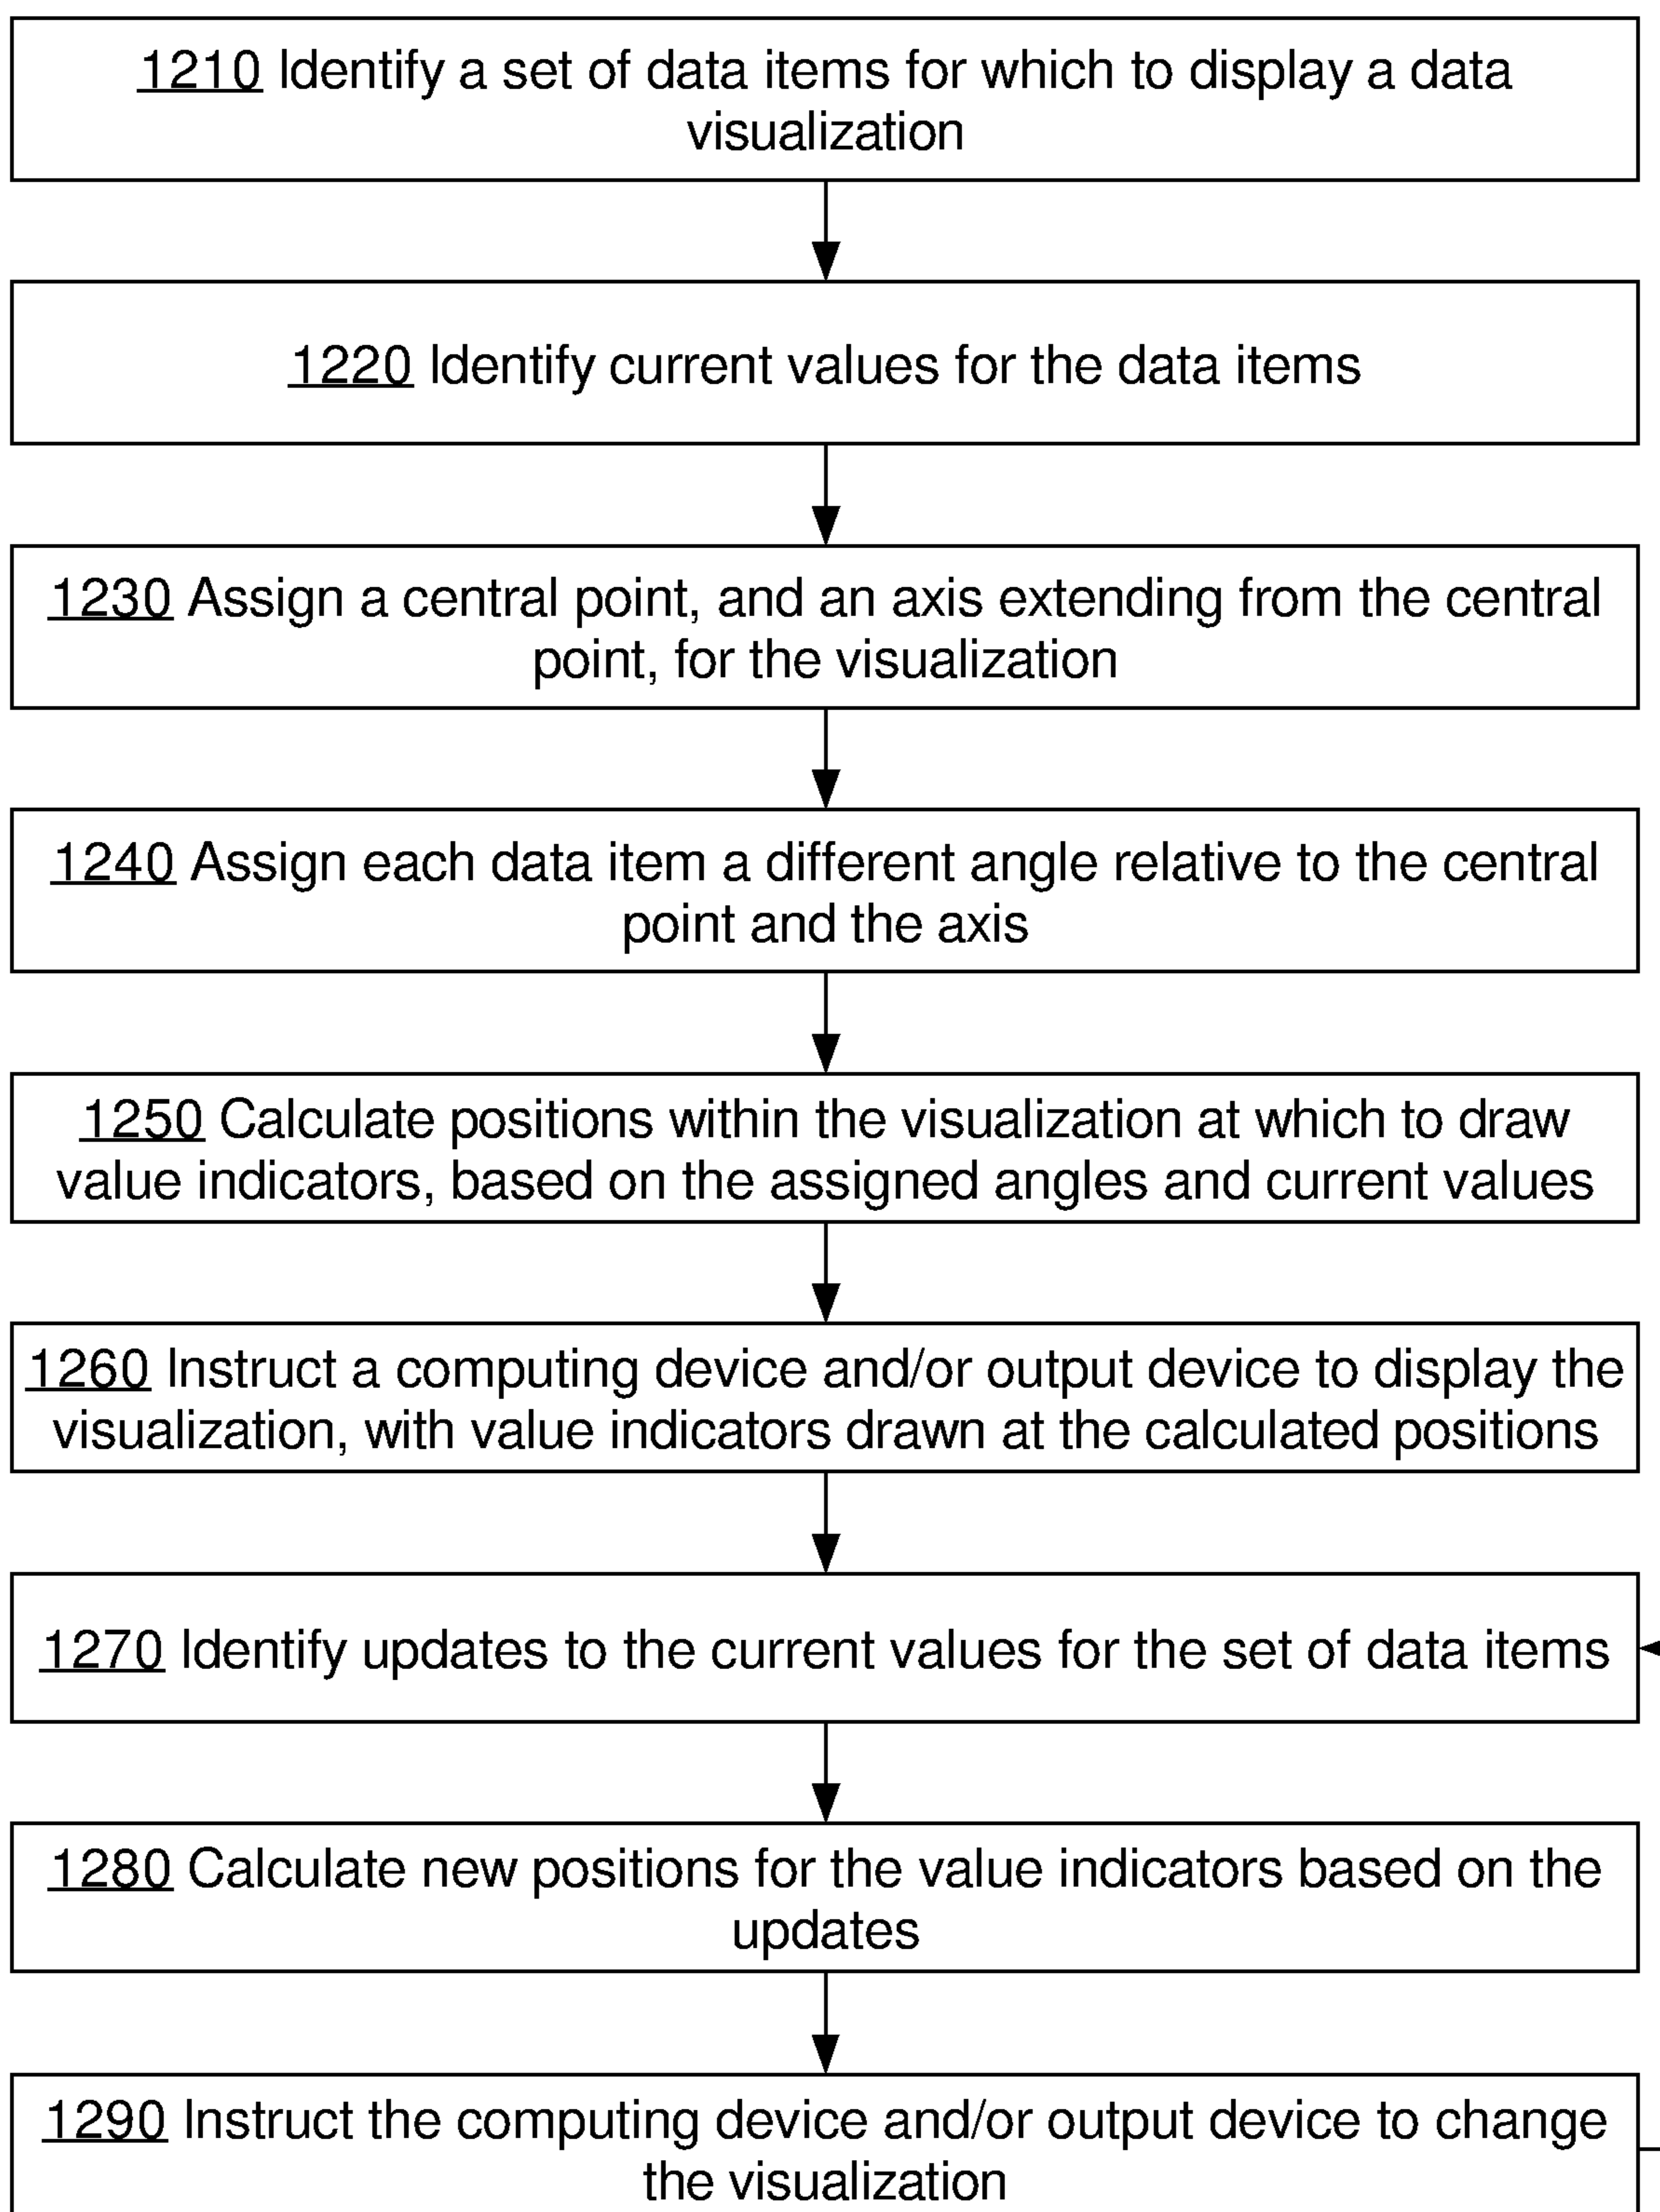 1210 Identify a set of data items for which to display a data
visualization
1220 Identify current values for the data items
1230 Assign a central point, and an axis extending from the central
point, for the visualization
1240 Assign each data item a different angle relative to the central
point and the axis
1250 Calculate positions within the visualization at which to draw
value indicators, based on the assigned angles and current values
1260 Instruct a computing device and/or output device to display the
visualization, with value indicators drawn at the calculated positions
1270 Identify updates to the current values for the set of data items
1280 Calculate new positions for the value indicators based on the
updates
1290 Instruct the computing device and/or output device to change
the visualization